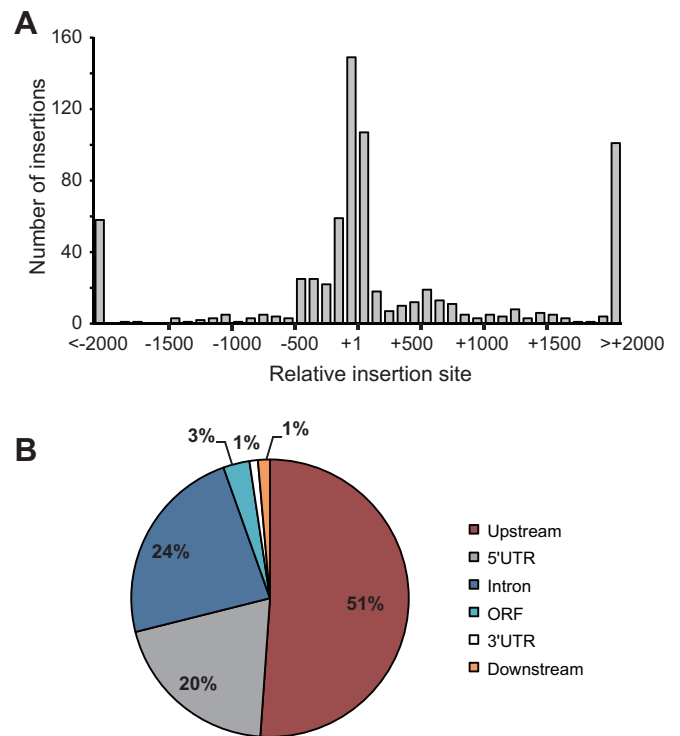 A
Number of insertions
160
120
80
40
0
<-2000 -1500 -1000 -500 +1 +500 +1000 +1500 >+2000
Relative insertion site
B
3% 1% 1%
24%
51%
20%
Upstream
5'UTR
Intron
ORF
3'UTR
Downstream